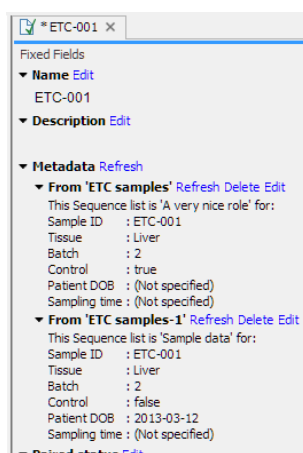 * ETC-001
Fixed Fields
Name Edit
ETC-001
Description Edit
Metadata Refresh
From 'ETC samples' Refresh Delete Edit
This Sequence list is 'A very nice role' for:
Sample ID : ETC-001
Tissue : Liver
Batch : 2
Control : true
Patient DOB : (Not specified)
Sampling time : (Not specified)
From 'ETC samples-1' Refresh Delete Edit
This Sequence list is 'Sample data' for:
Sample ID : ETC-001
Tissue : Liver
Batch : 2
Control : false
Patient DOB : 2013-03-12
Sampling time : (Not specified)
Paired status Edit